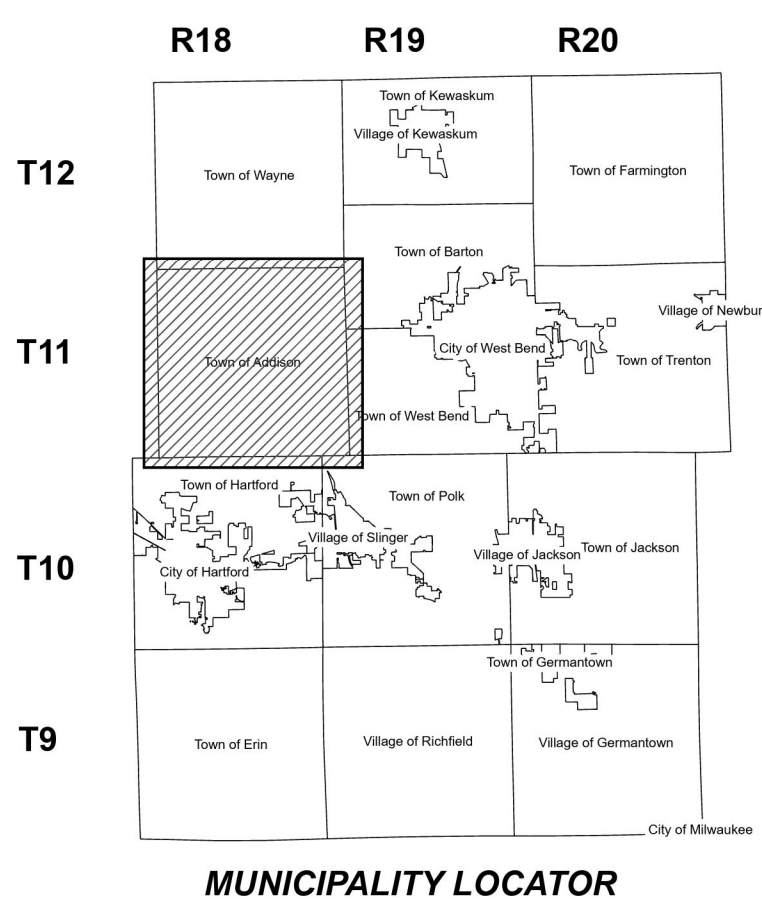 R18 R19 R20
Town of Kewaskum
Village of Kewaskum
T12
Town of Wayne
Town of Farmington
Town of Barton
Village of Newbur
T11
City of West Bend
Town of Addison
Town of Trenton
Town of West Bend
Town of Hartford
Town of Polk
Village of Slinger
Village of Jackson
Town of Jackson
T10
City of Hartford
Town of Germantown
T9
Town of Erin
Village of Richfield
Village of Germantown
City of Milwaukee
MUNICIPALITY LOCATOR